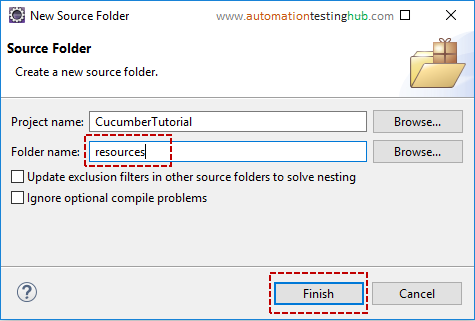 New Source Folder
www.automationtestinghub.com
Source Folder
Create a new source folder.
Project name: CucumberTutorial Browse...
Folder name: resources Browse...
Update exclusion filters in other source folders to solve nesting
Ignore optional compile problems
? Finish Cancel